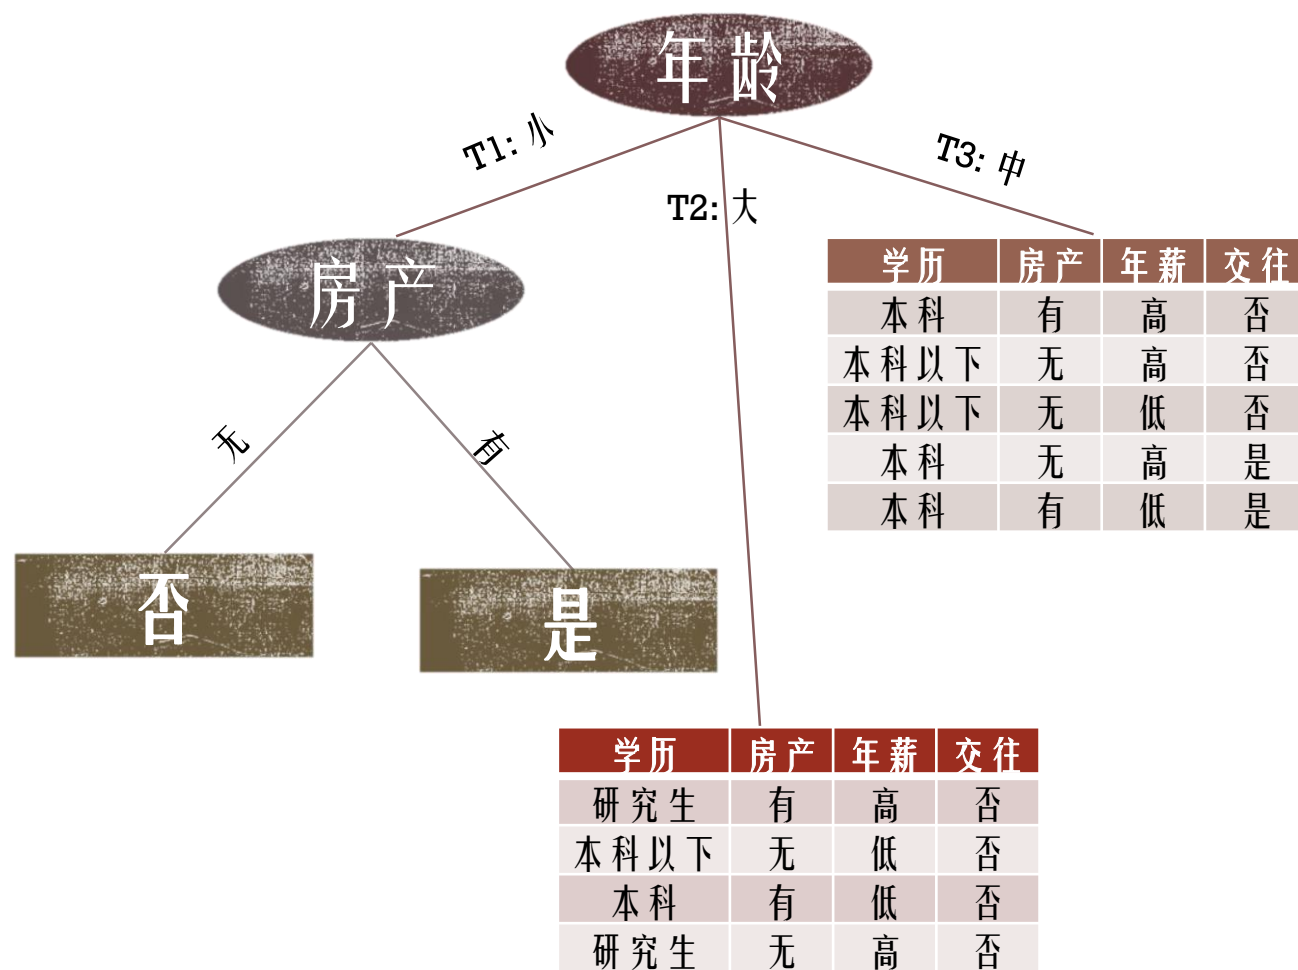 年龄
T1: 小
T2: 大
T3: 中
房产
无
有
否
是
学历 房产 年薪 交往
本科 有 高 否
本科以下 无 高 否
本科以下 无 低 否
本科 无 高 是
本科 有 低 是
学历 房产 年薪 交往
研究生 有 高 否
本科以下 无 低 否
本科 有 低 否
研究生 无 高 否